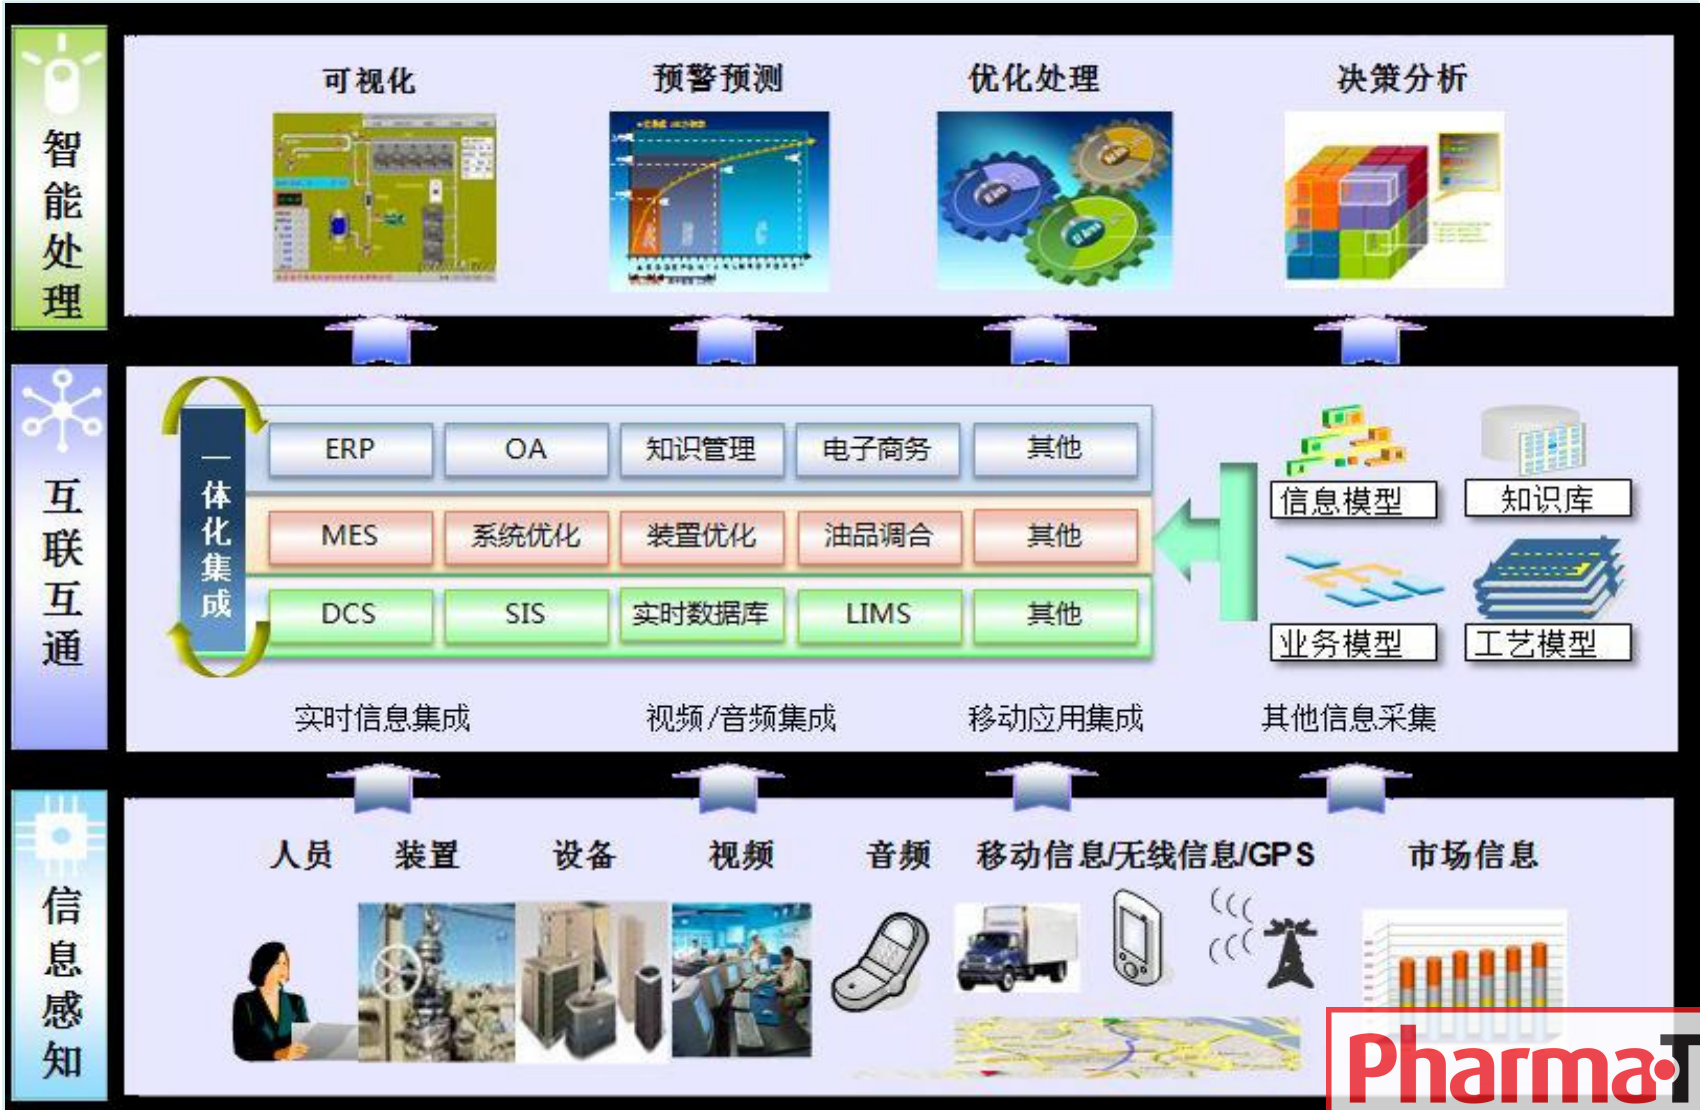 智能处理
可视化
预警预测
优化处理
决策分析
互联互通
一体化集成
ERP
OA
知识管理
电子商务
其他
MES
系统优化
装置优化
油品调合
其他
DCS
SIS
实时数据库
LIMS
其他
信息模型
知识库
业务模型
工艺模型
实时信息集成
视频/音频集成
移动应用集成
其他信息采集
信息感知
人员
装置
设备
视频
音频
移动信息/无线信息/GPS
市场信息
Pharma T